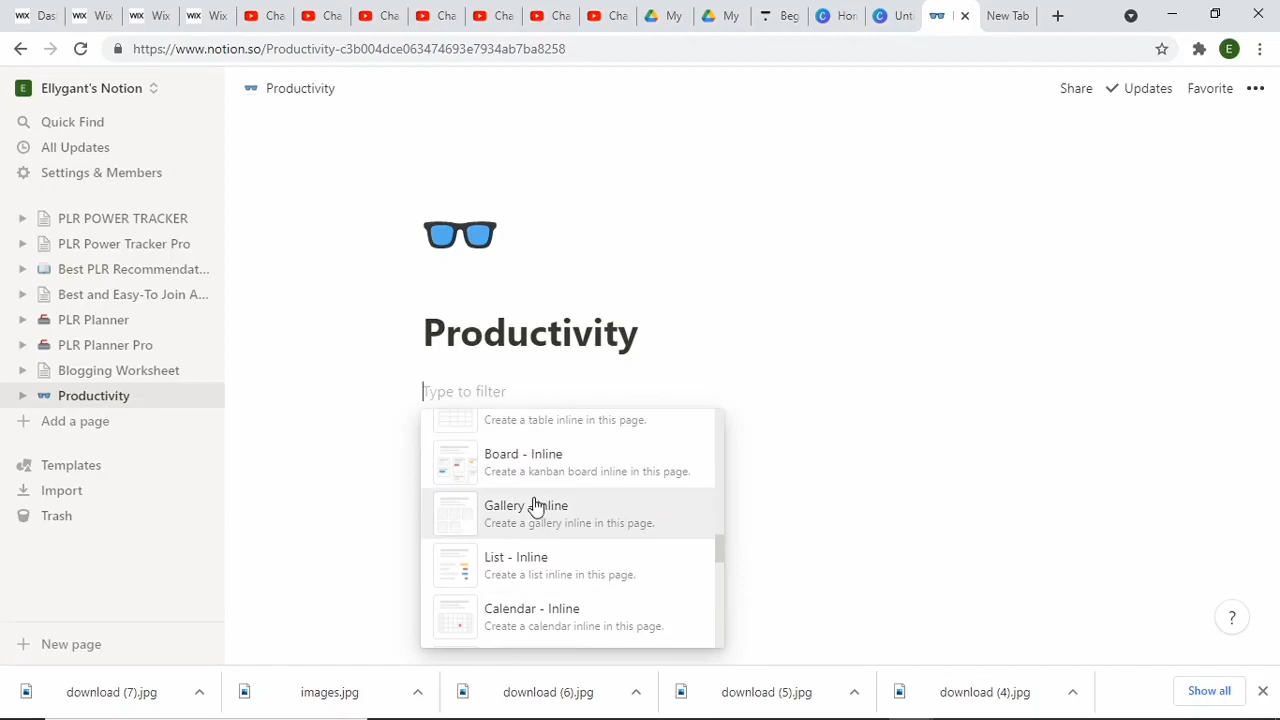 Das
Wix
Wix
Wix
Cha
Cha
Cha
Cha
Cha
Cha
Cha
My
My
Beg
Hor
Unti
New Tab
https://www.notion.so/Productivity-c3b004dce063474693e7934ab7ba8258
E
E Ellygant's Notion
Productivity
Share
Updates
Favorite
Quick Find
All Updates
Settings & Members
PLR POWER TRACKER
PLR Power Tracker Pro
Best PLR Recommendat...
Best and Easy-To Join A...
PLR Planner
PLR Planner Pro
Blogging Worksheet
Productivity
Add a page
Templates
Import
Trash
New page
Productivity
Type to filter
Create a table inline in this page.
Board - Inline
Create a kanban board inline in this page.
Gallery - Inline
Create a gallery inline in this page.
List - Inline
Create a list inline in this page.
Calendar - Inline
Create a calendar inline in this page.
?
download (7).jpg
images.jpg
download (6).jpg
download (5).jpg
download (4).jpg
Show all